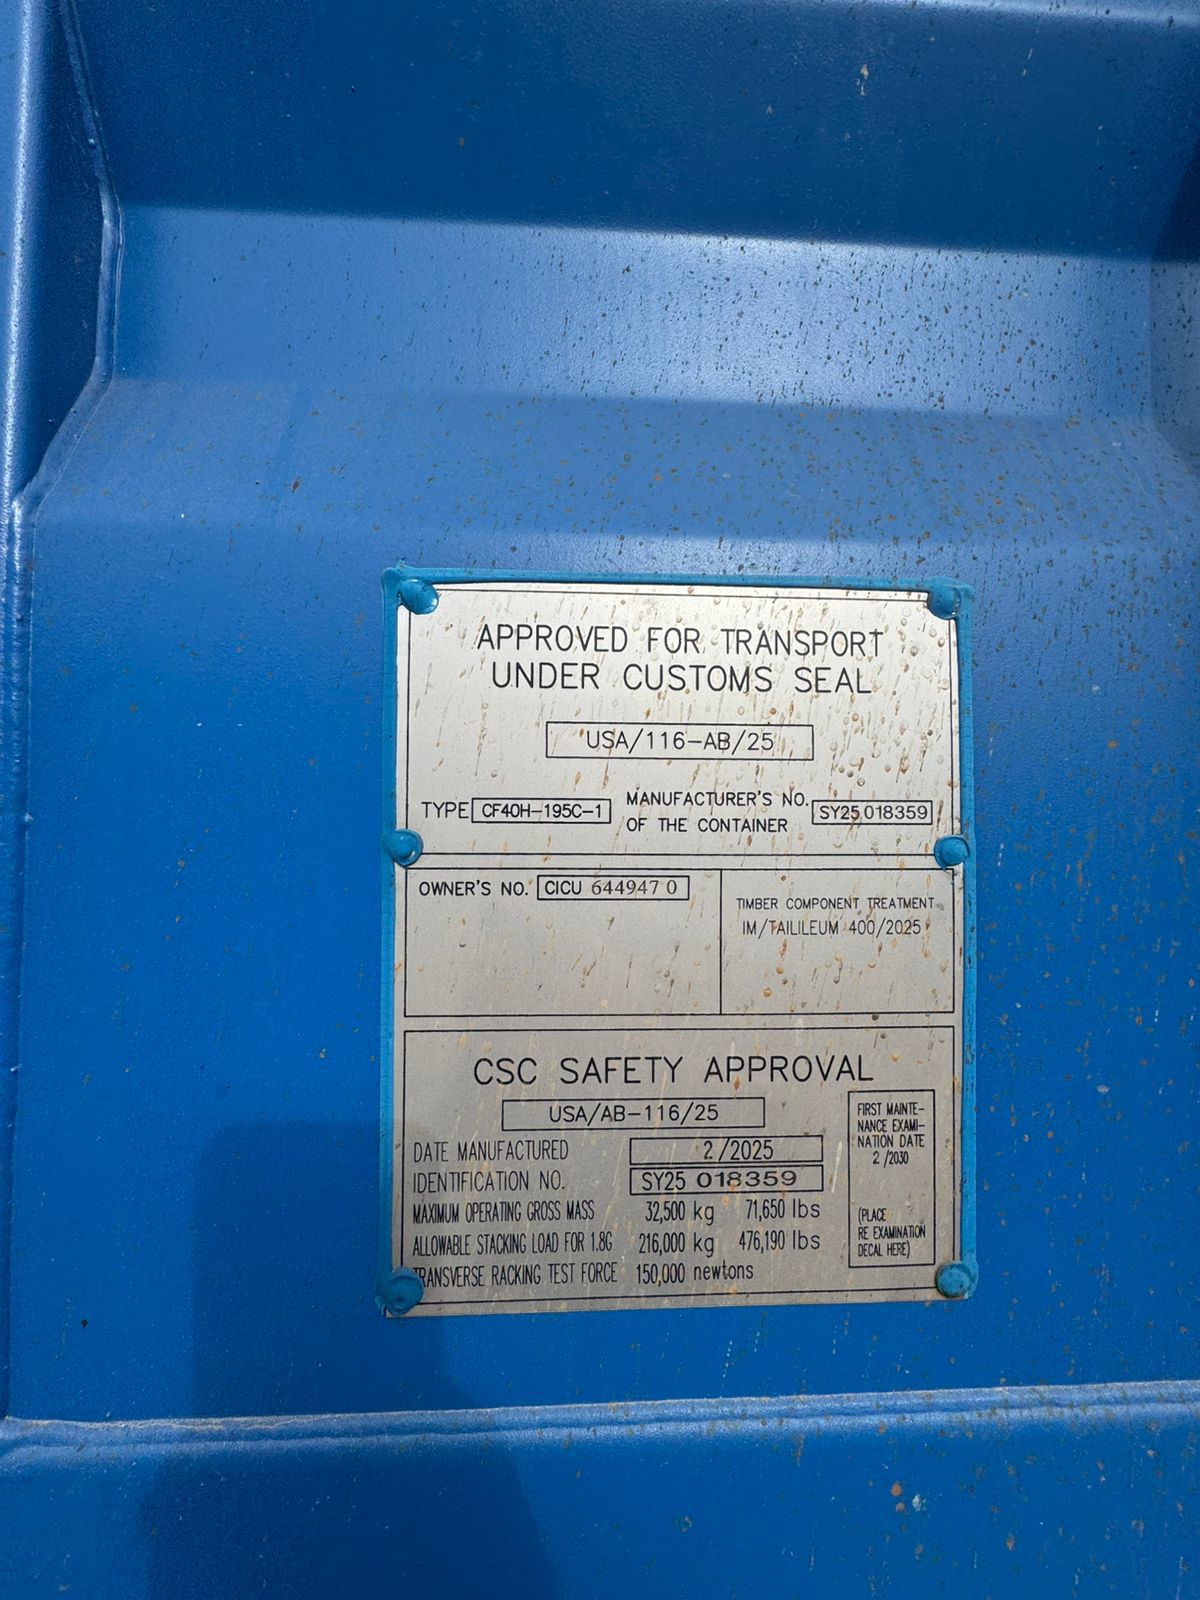 APPROVED FOR TRANSPORT
UNDER CUSTOMS SEAL
USA/116-AB/25
TYPE CF40H-195C-1
MANUFACTURER'S NO.
OF THE CONTAINER
SY25 018359
OWNER'S NO. CICU 644947 0
TIMBER COMPONENT TREATMENT
IM/TAILILEUM 400/2025
CSC SAFETY APPROVAL
USA/AB-116/25
DATE MANUFACTURED 2/2025
IDENTIFICATION NO. SY25 018359
MAXIMUM OPERATING GROSS MASS 32,500 kg 71,650 lbs
ALLOWABLE STACKING LOAD FOR 1.8G 216,000 kg 476,190 lbs
TRANSVERSE RACKING TEST FORCE 150,000 newtons
FIRST MAINTE-
NANCE EXAMI-
NATION DATE
2/2030
(PLACE
RE EXAMINATION
DECAL HERE)